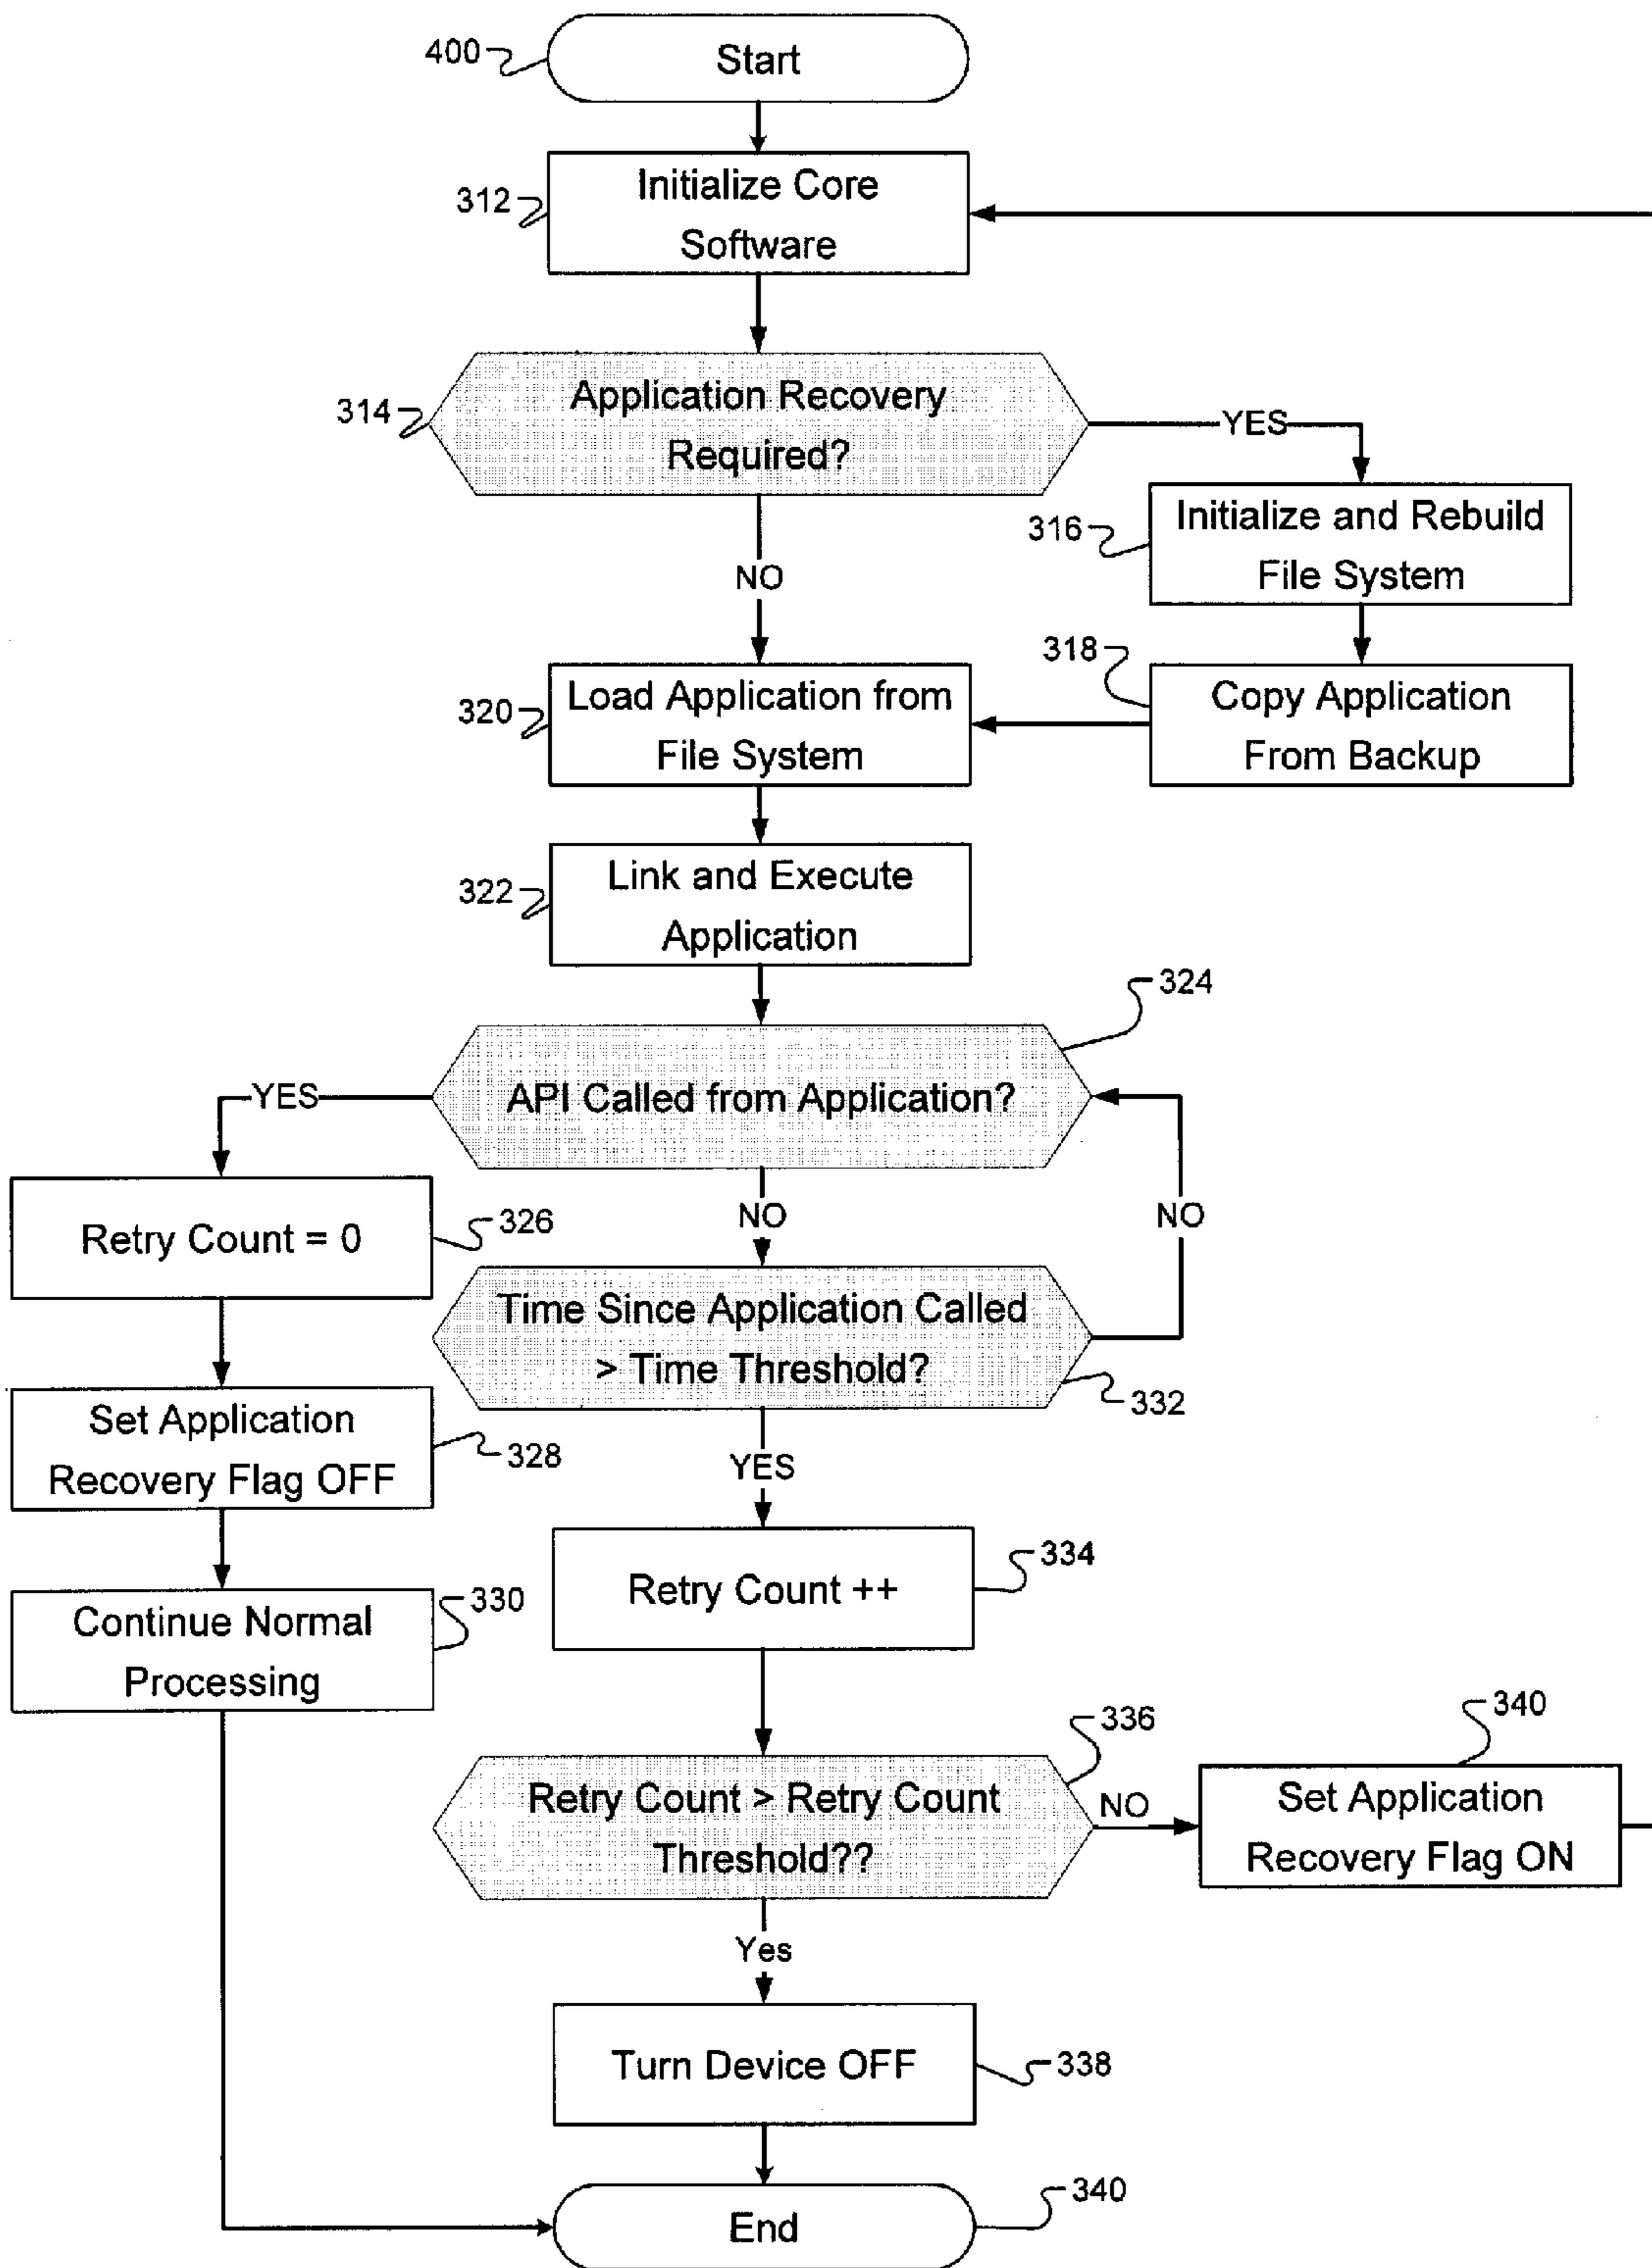 400
Start
312
Initialize Core
Software
314
Application Recovery
Required?
YES
316
Initialize and Rebuild
File System
NO
318
Copy Application
From Backup
320
Load Application from
File System
322
Link and Execute
Application
324
API Called from Application?
YES
NO
NO
Retry Count = 0
326
Time Since Application Called
> Time Threshold?
332
Set Application
Recovery Flag OFF
328
YES
Retry Count ++
334
Continue Normal
Processing
330
336
Retry Count > Retry Count
Threshold??
NO
340
Set Application
Recovery Flag ON
Yes
Turn Device OFF
338
End
340